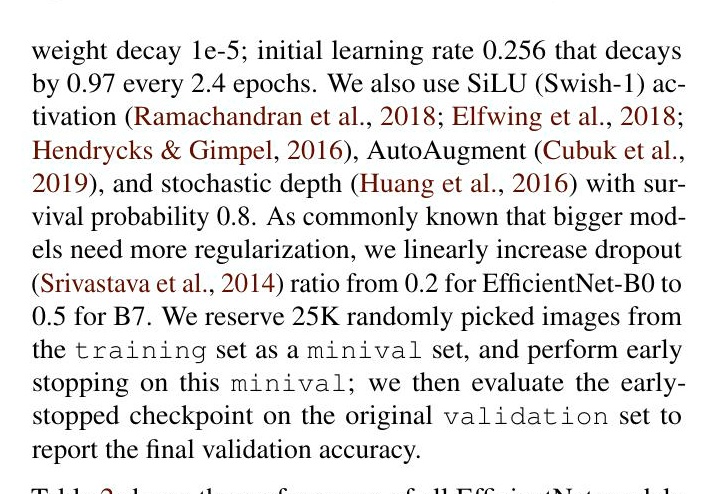 weight decay 1e-5; initial learning rate 0.256 that decays
by 0.97 every 2.4 epochs. We also use SiLU (Swish-1) ac-
tivation (Ramachandran et al., 2018; Elfwing et al., 2018;
Hendrycks & Gimpel, 2016), AutoAugment (Cubuk et al.,
2019), and stochastic depth (Huang et al., 2016) with sur-
vival probability 0.8. As commonly known that bigger mod-
els need more regularization, we linearly increase dropout
(Srivastava et al., 2014) ratio from 0.2 for EfficientNet-B0 to
0.5 for B7. We reserve 25K randomly picked images from
the training set as a minival set, and perform early
stopping on this minival; we then evaluate the early-
stopped checkpoint on the original validation set to
report the final validation accuracy.